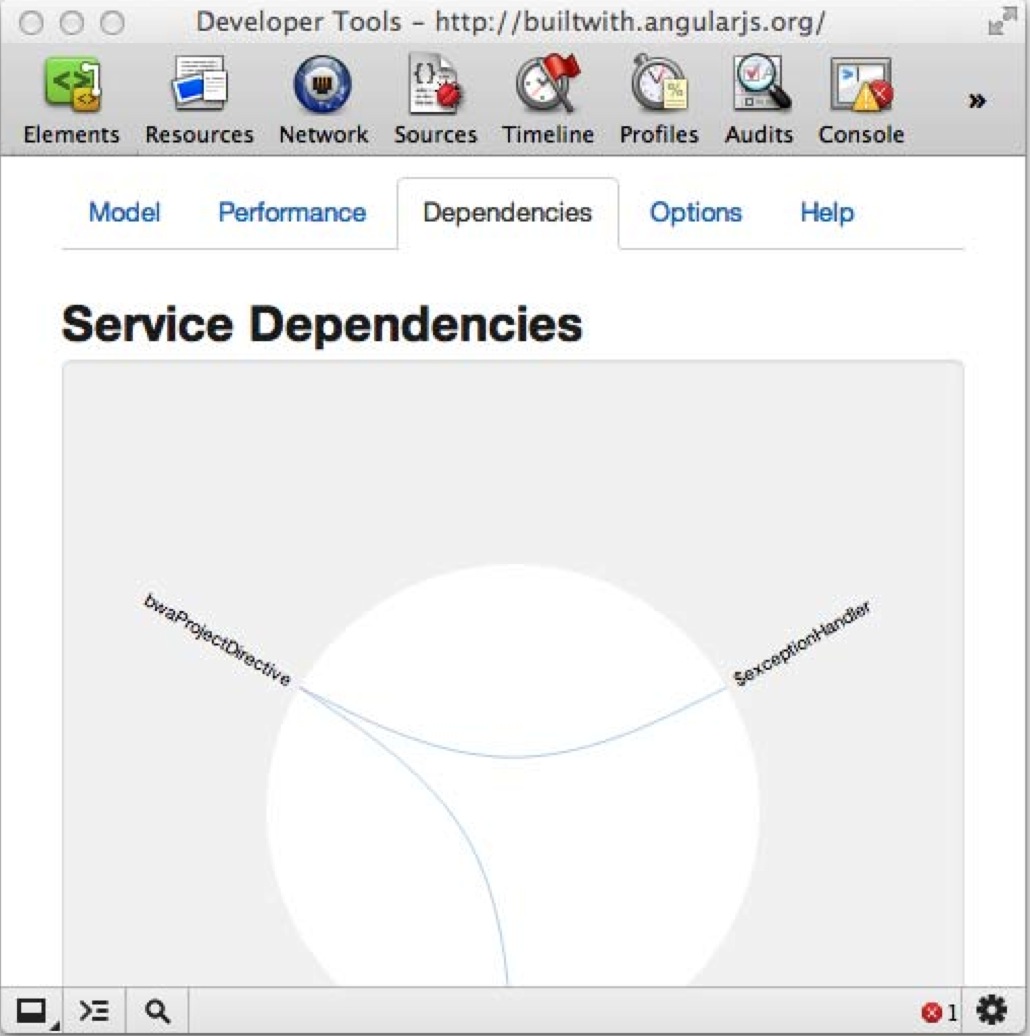 Developer Tools – http://builtwith.angularjs.org/
Elements Resources Network Sources Timeline Profiles Audits Console »
Model Performance Dependencies Options Help
Service Dependencies
bwaProjectDirective
$exceptionHandler
1